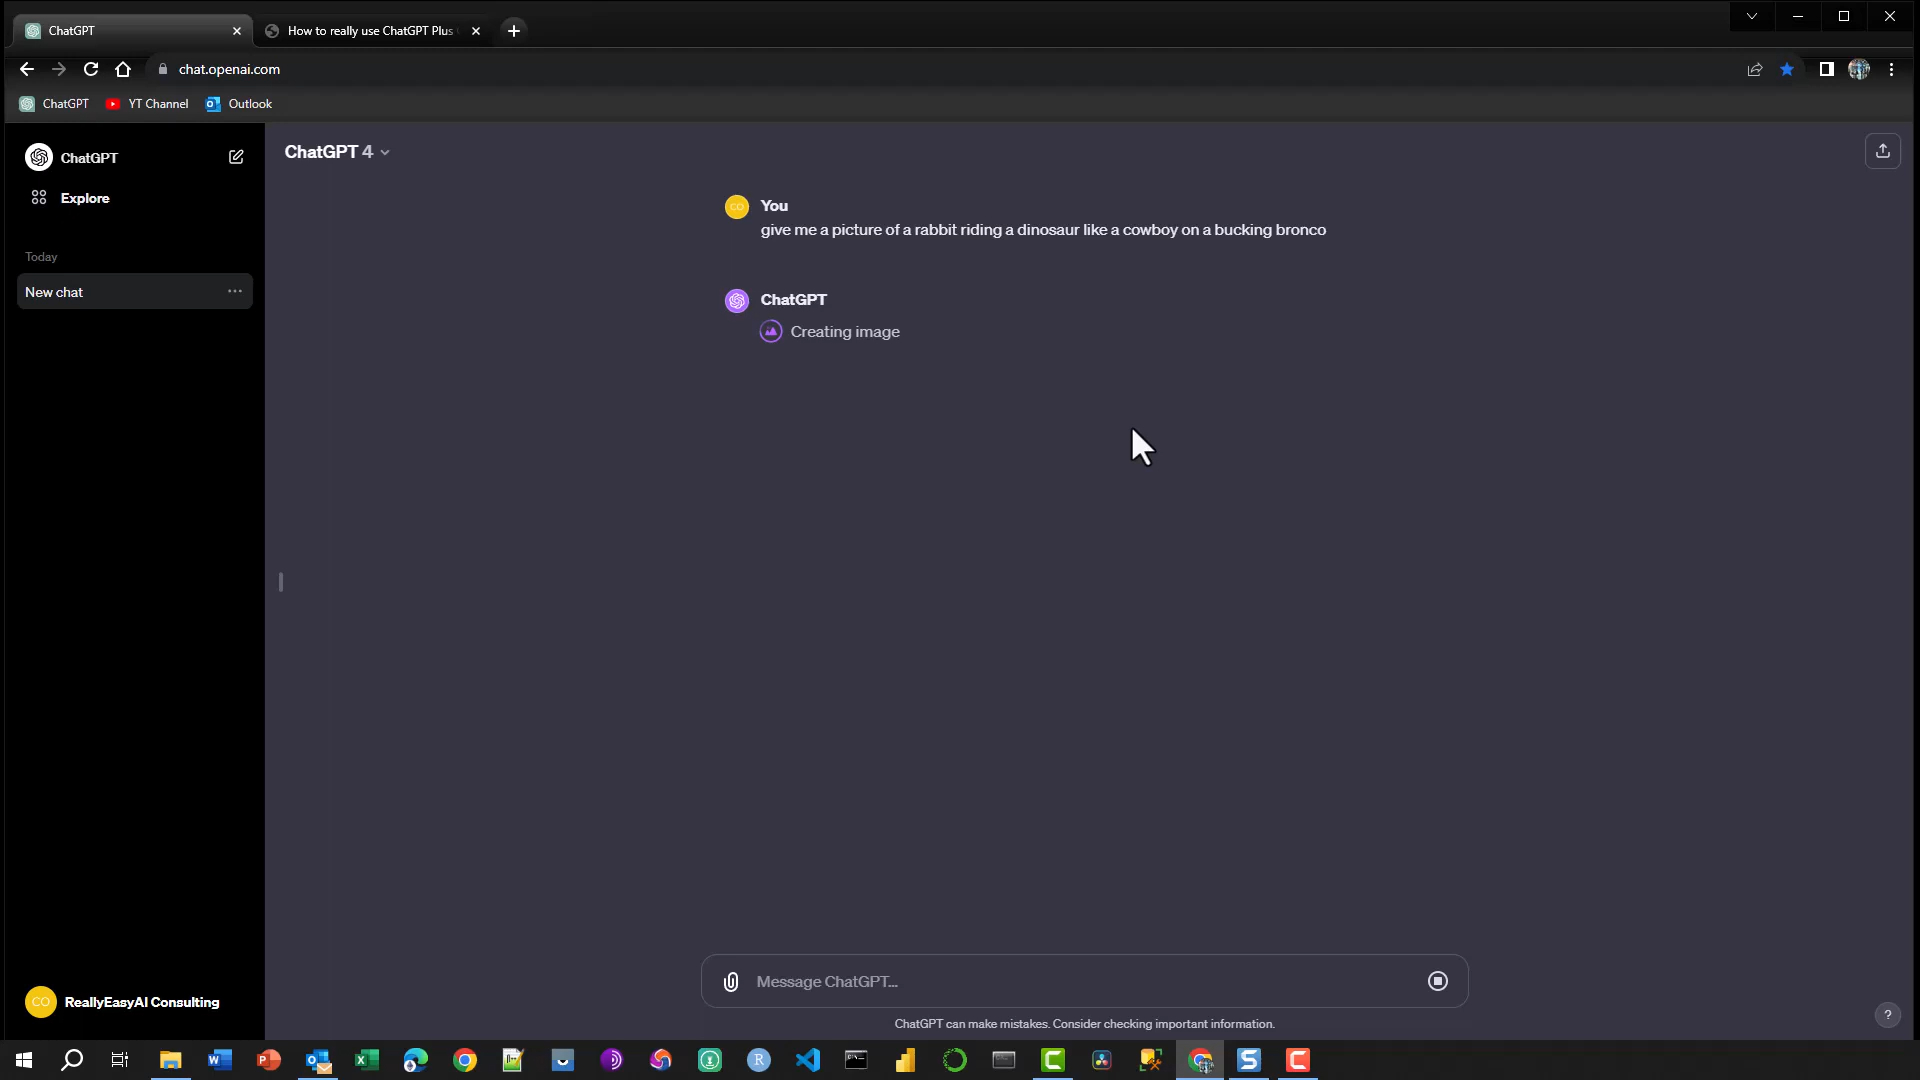 ChatGPT
How to really use ChatGPT Plus
chat.openai.com
ChatGPT
YT Channel
Outlook
ChatGPT
Explore
Today
New chat
ChatGPT 4
CO
You
give me a picture of a rabbit riding a dinosaur like a cowboy on a bucking bronco
ChatGPT
Creating image
Message ChatGPT...
ChatGPT can make mistakes. Consider checking important information.
?
CO
ReallyEasyAI Consulting